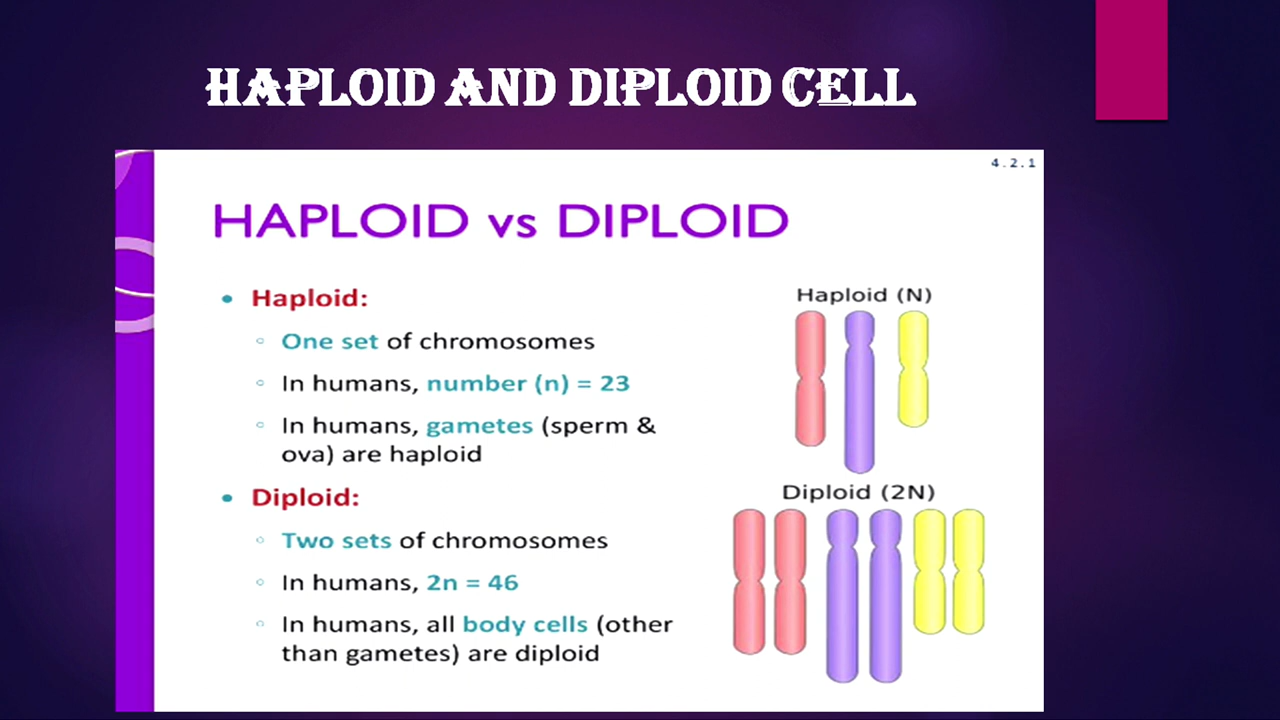 HAPLOID AND DIPLOID CELL
4.2.1
HAPLOID vs DIPLOID
• Haploid:
◦ One set of chromosomes
◦ In humans, number (n) = 23
◦ In humans, gametes (sperm &
ova) are haploid
• Diploid:
◦ Two sets of chromosomes
◦ In humans, 2n = 46
◦ In humans, all body cells (other
than gametes) are diploid
Haploid (N)
Diploid (2N)